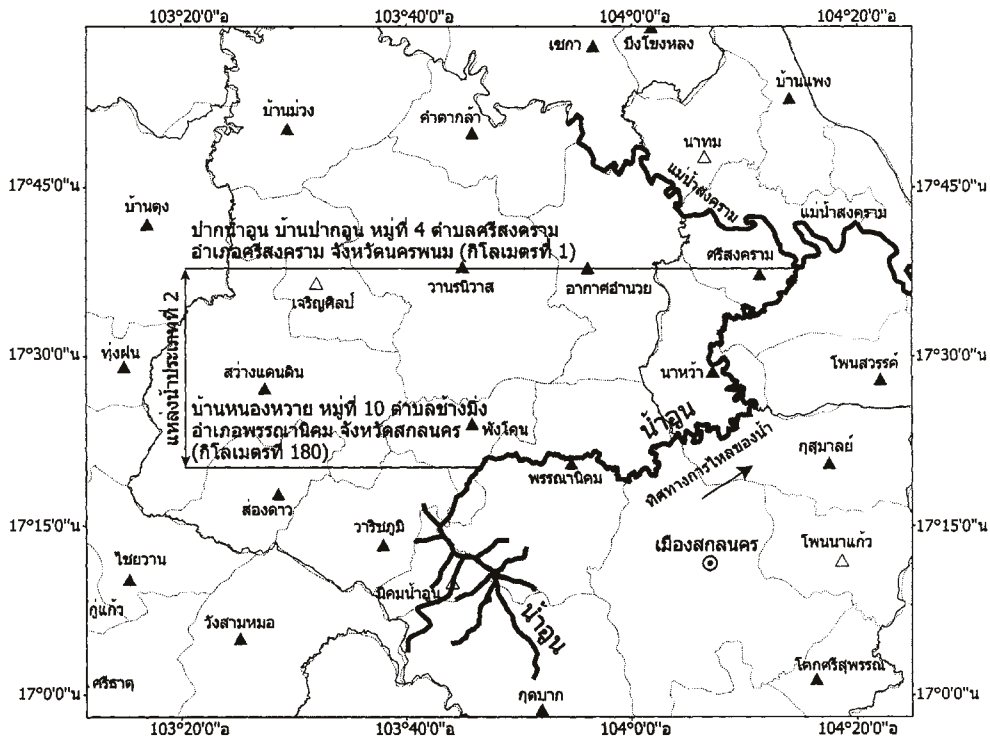 103°20'0"อ 103°40'0"อ 104°0'0"อ 104°20'0"อ
เซกา
บึงโขงหลง
บ้านแพง
บ้านม่วง
คำตากล้า
นาทม
17°45'0"น
แม่น้ำสงคราม
17°45'0"น
บ้านดุง
แม่น้ำสงคราม
ปากน้ำอูน บ้านปากอูน หมู่ที่ 4 ตำบลศรีสงคราม
อำเภอศรีสงคราม จังหวัดนครพนม (กิโลเมตรที่ 1)
ศรีสงคราม
วานรนิวาส
อากาศอำนวย
เจริญศิลป์
แหล่งน้ำประเภทที่ 2
17°30'0"น
17°30'0"น
ทุ่งฝน
สว่างแดนดิน
นาหว้า
โพนสวรรค์
บ้านหนองหวาย หมู่ที่ 10 ตำบลช้างมิ่ง
อำเภอพรรณานิคม จังหวัดสกลนคร
(กิโลเมตรที่ 180)
พังโคน
น้ำอูน
ทิศทางการไหลของน้ำ
กุสุมาลย์
พรรณานิคม
ส่องดาว
17°15'0"น
17°15'0"น
วาริชภูมิ
เมืองสกลนคร
โพนนาแก้ว
ไชยวาน
นิคมน้ำอูน
กู่แก้ว
วังสามหมอ
น้ำอูน
โคกศรีสุพรรณ
ศรีธาตุ
17°0'0"น
17°0'0"น
กุดบาก
103°20'0"อ 103°40'0"อ 104°0'0"อ 104°20'0"อ